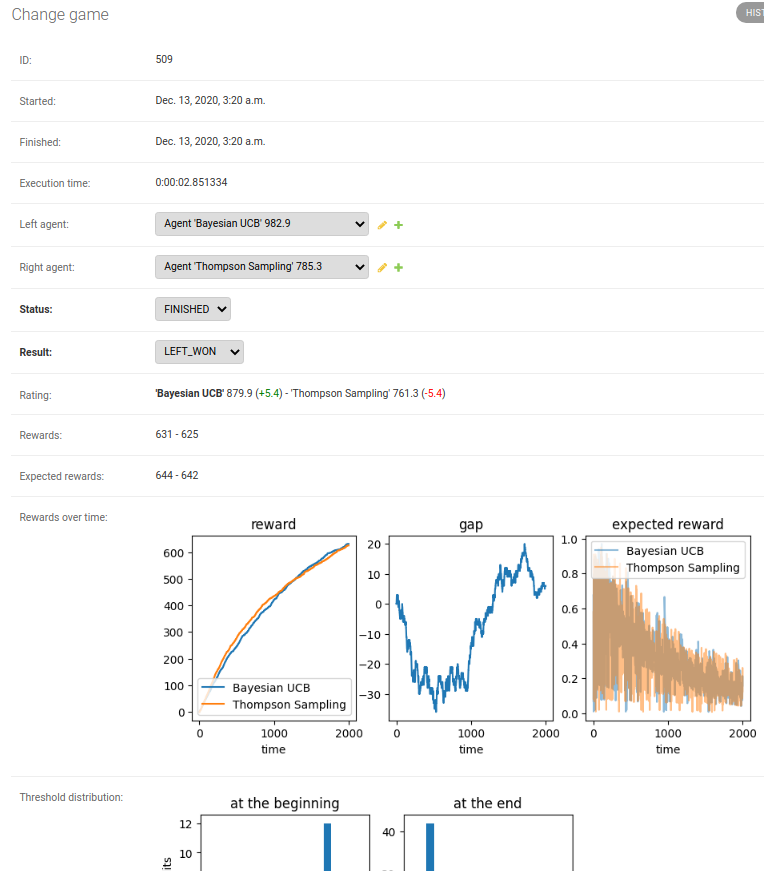 Change game
HIST
ID: 509
Started: Dec. 13, 2020, 3:20 a.m.
Finished: Dec. 13, 2020, 3:20 a.m.
Execution time: 0:00:02.851334
Left agent: Agent 'Bayesian UCB' 982.9
Right agent: Agent 'Thompson Sampling' 785.3
Status: FINISHED
Result: LEFT_WON
Rating: 'Bayesian UCB' 879.9 (+5.4) - 'Thompson Sampling' 761.3 (-5.4)
Rewards: 631 - 625
Expected rewards: 644 - 642
Rewards over time:
reward
600
500
400
300
200
100
0
Bayesian UCB
Thompson Sampling
0 1000 2000
time
gap
20
10
0
−10
−20
−30
0 1000 2000
time
expected reward
1.0
0.8
0.6
0.4
0.2
0.0
Bayesian UCB
Thompson Sampling
0 1000 2000
time
Threshold distribution:
at the beginning
12
10
its
at the end
40